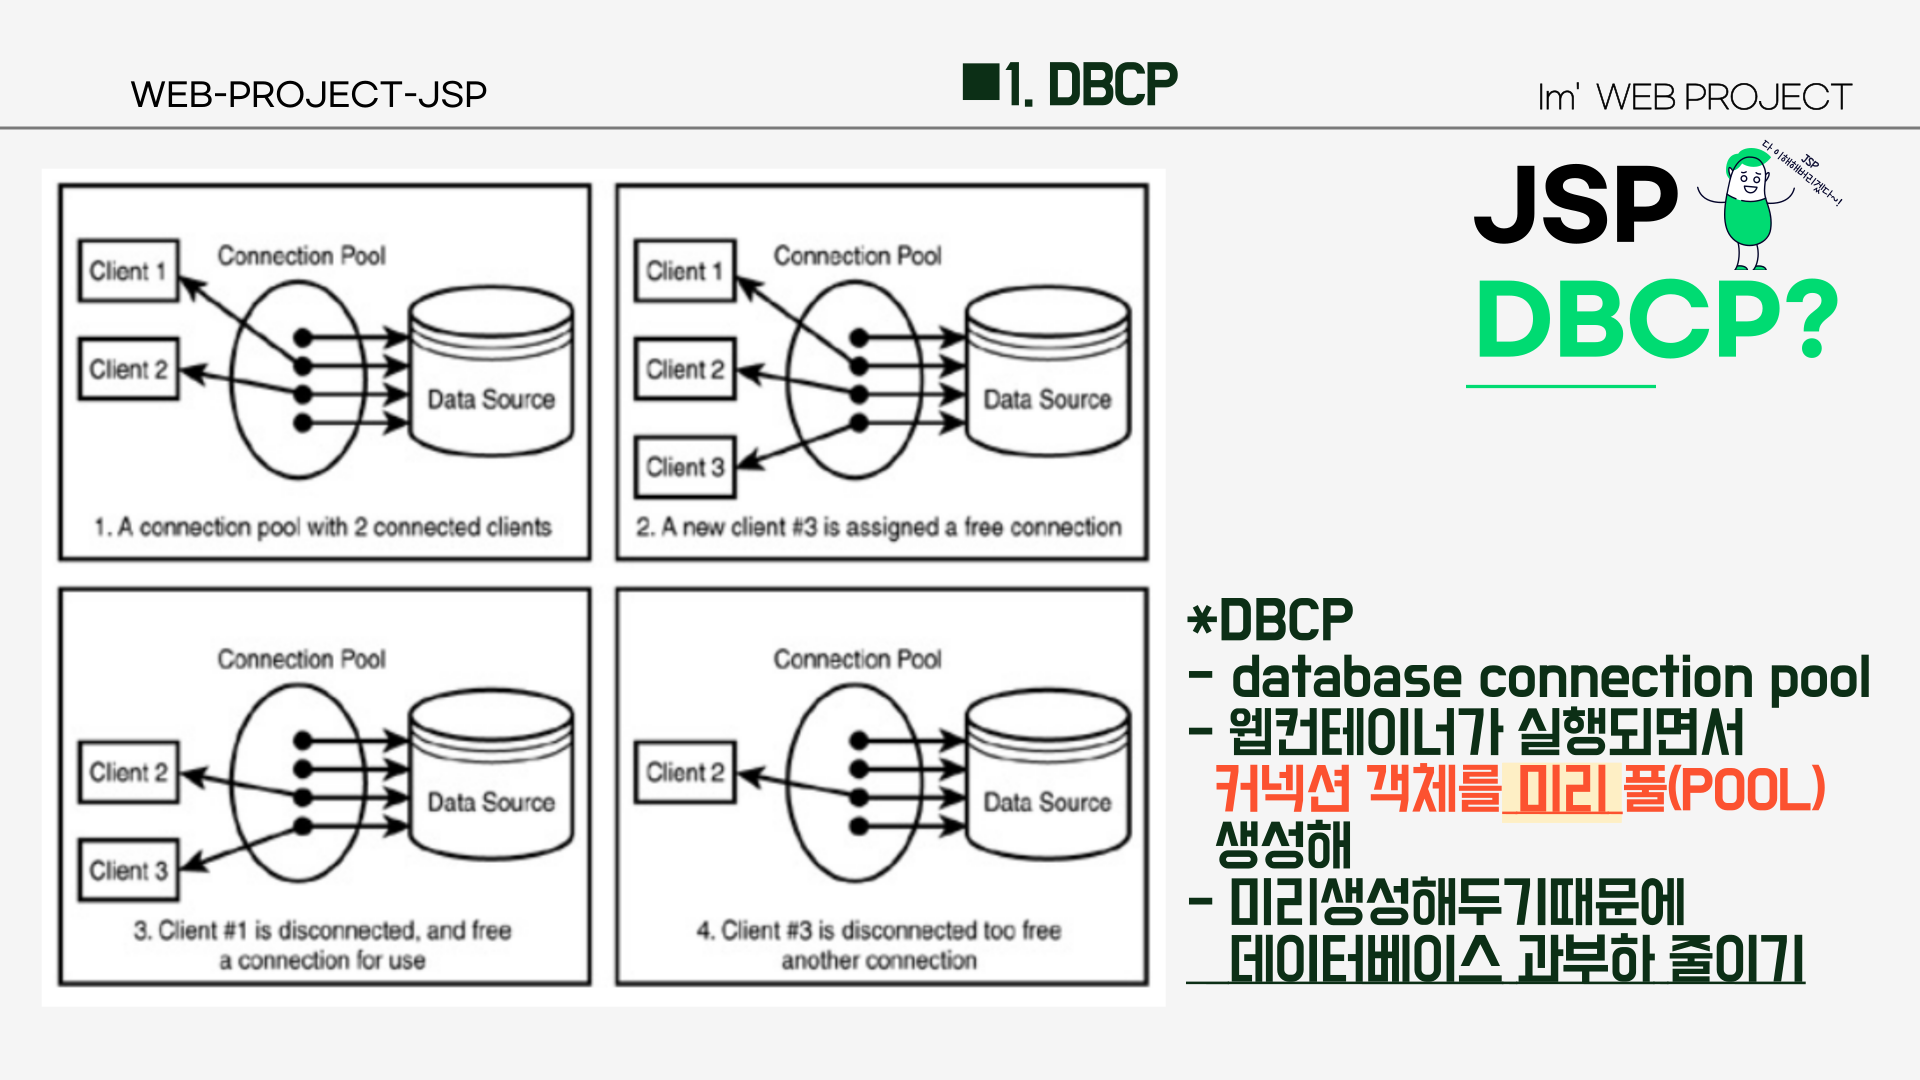 WEB-PROJECT-JSP
■1. DBCP
Im' WEB PROJECT
JSP
JSP
다 이해해버리겠다~!
DBCP?
Connection Pool
Client 1
Client 2
Data Source
1. A connection pool with 2 connected clients
Connection Pool
Client 1
Client 2
Client 3
Data Source
2. A new client #3 is assigned a free connection
Connection Pool
Client 2
Client 3
Data Source
3. Client #1 is disconnected, and free
a connection for use
Connection Pool
Client 2
Data Source
4. Client #3 is disconnected too free
another connection
*DBCP
- database connection pool
- 웹컨테이너가 실행되면서
커넥션 객체를 미리 풀(POOL)
생성해
- 미리생성해두기때문에
데이터베이스 과부하 줄이기